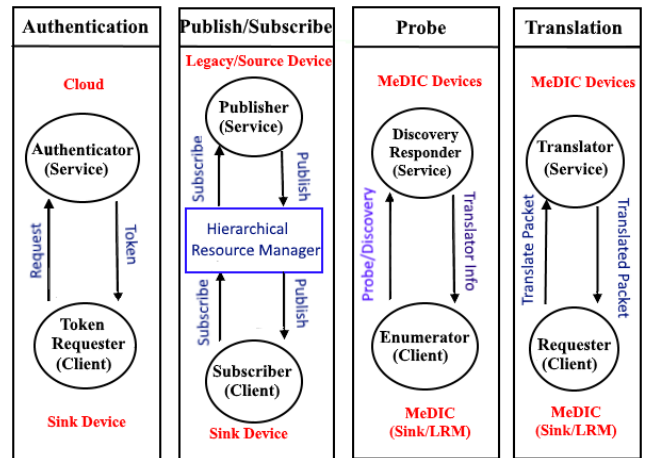 Authentication
Cloud
Authenticator
(Service)
Request
Token
Token
Requester
(Client)
Sink Device
Publish/Subscribe
Legacy/Source Device
Publisher
(Service)
Subscribe
Publish
Hierarchical
Resource Manager
Subscribe
Publish
Subscriber
(Client)
Sink Device
Probe
MeDIC Devices
Discovery
Responder
(Service)
Probe/Discovery
Translator Info
Enumerator
(Client)
MeDIC
(Sink/LRM)
Translation
MeDIC Devices
Translator
(Service)
Translate Packet
Translated Packet
Requester
(Client)
MeDIC
(Sink/LRM)